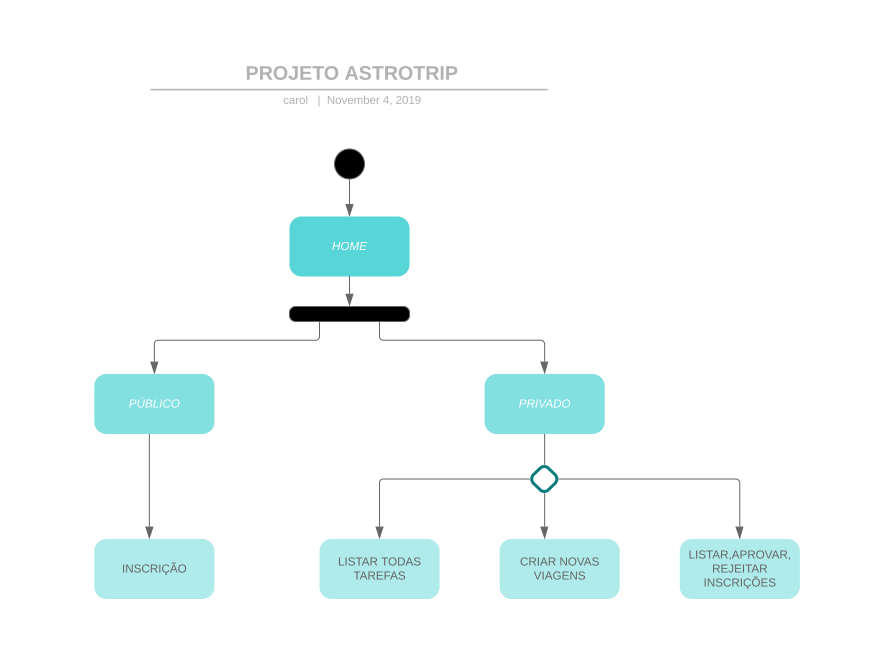 PROJETO ASTROTRIP
carol | November 4, 2019
HOME
PÚBLICO
PRIVADO
INSCRIÇÃO
LISTAR TODAS
TAREFAS
CRIAR NOVAS
VIAGENS
LISTAR,APROVAR,
REJEITAR
INSCRIÇÕES